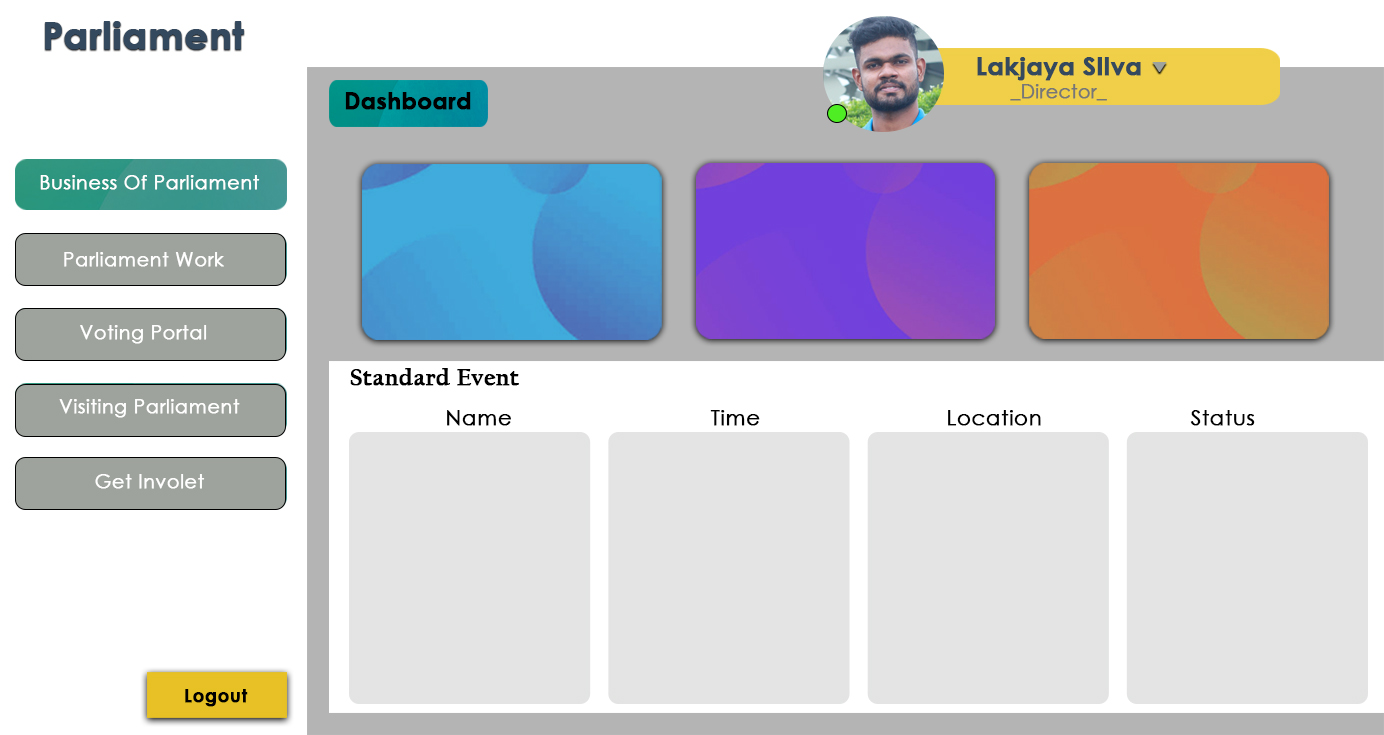 Parliament
Lakjaya SIlva
_Director_
Dashboard
Business Of Parliament
Parliament Work
Voting Portal
Visiting Parliament
Get Involet
Logout
Standard Event
Name Time Location Status